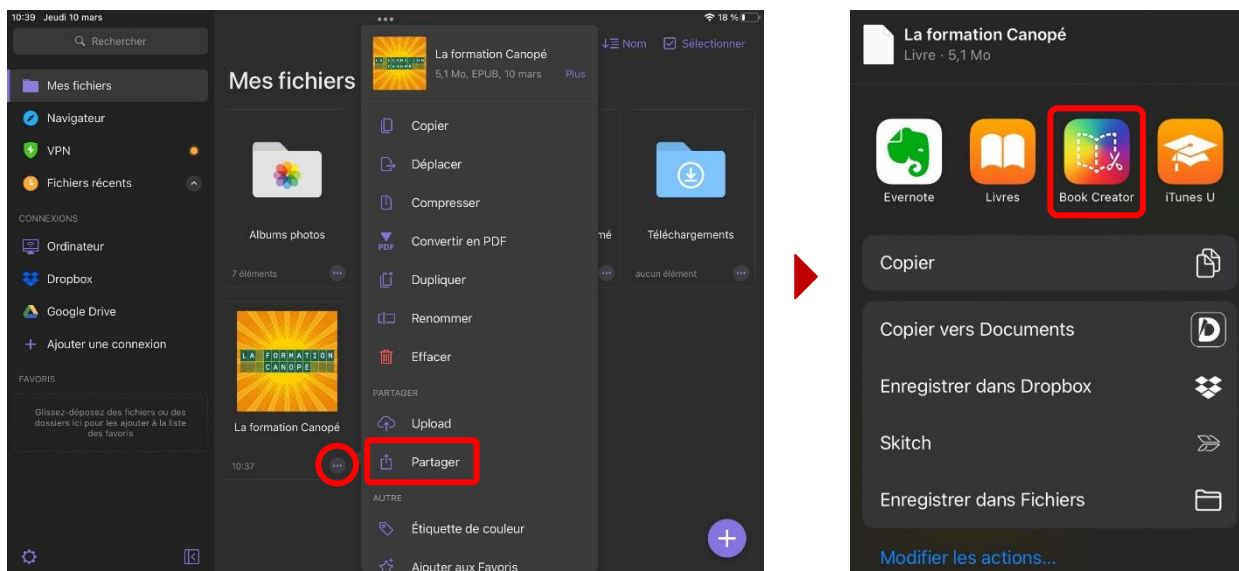 10:39 Jeudi 10 mars
18 %
Rechercher
Mes fichiers
Navigateur
VPN
Fichiers récents
CONNEXIONS
Ordinateur
Dropbox
Google Drive
Ajouter une connexion
FAVORIS
Glissez-déposez des fichiers ou des
dossiers ici pour les ajouter à la liste
des favoris
Nom
Sélectionner
Mes fichiers
Albums photos
7 éléments
mé
Téléchargements
aucun élément
LA FORMATION
CANOPÉ
La formation Canopé
10:37
LA FORMATION
CANOPÉ
La formation Canopé
5,1 Mo, EPUB, 10 mars
Plus
Copier
Déplacer
Compresser
PDF
Convertir en PDF
Dupliquer
Renommer
Effacer
PARTAGER
Upload
Partager
AUTRE
Étiquette de couleur
Ajouter aux Favoris
La formation Canopé
Livre · 5,1 Mo
Evernote
Livres
Book Creator
iTunes U
Copier
Copier vers Documents
Enregistrer dans Dropbox
Skitch
Enregistrer dans Fichiers
Modifier les actions...